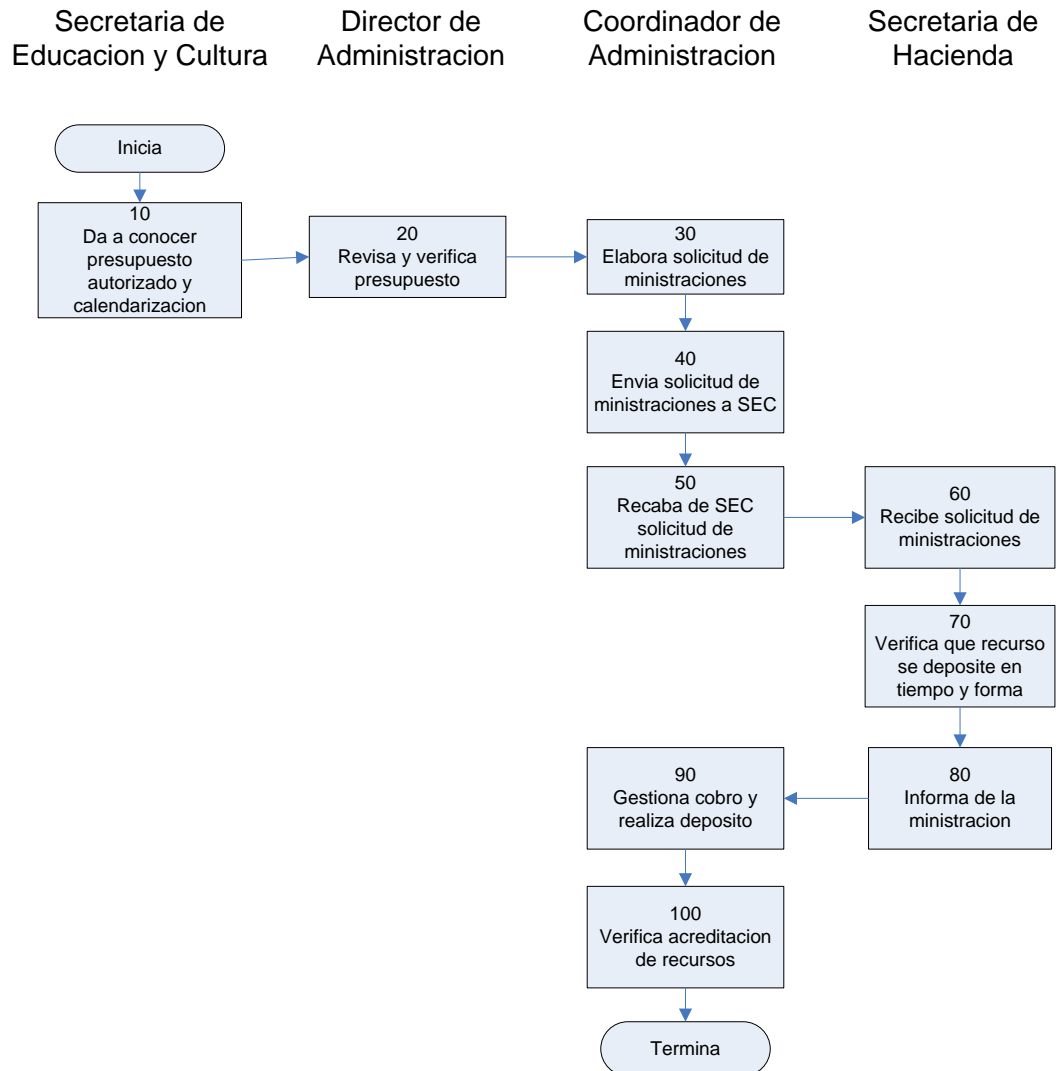 Secretaria de
Educacion y Cultura
Director de
Administracion
Coordinador de
Administracion
Secretaria de
Hacienda
Inicia
10
Da a conocer
presupuesto
autorizado y
calendarizacion
20
Revisa y verifica
presupuesto
30
Elabora solicitud de
ministraciones
40
Envia solicitud de
ministraciones a SEC
50
Recaba de SEC
solicitud de
ministraciones
60
Recibe solicitud de
ministraciones
70
Verifica que recurso
se deposite en
tiempo y forma
80
Informa de la
ministracion
90
Gestiona cobro y
realiza deposito
100
Verifica acreditacion
de recursos
Termina